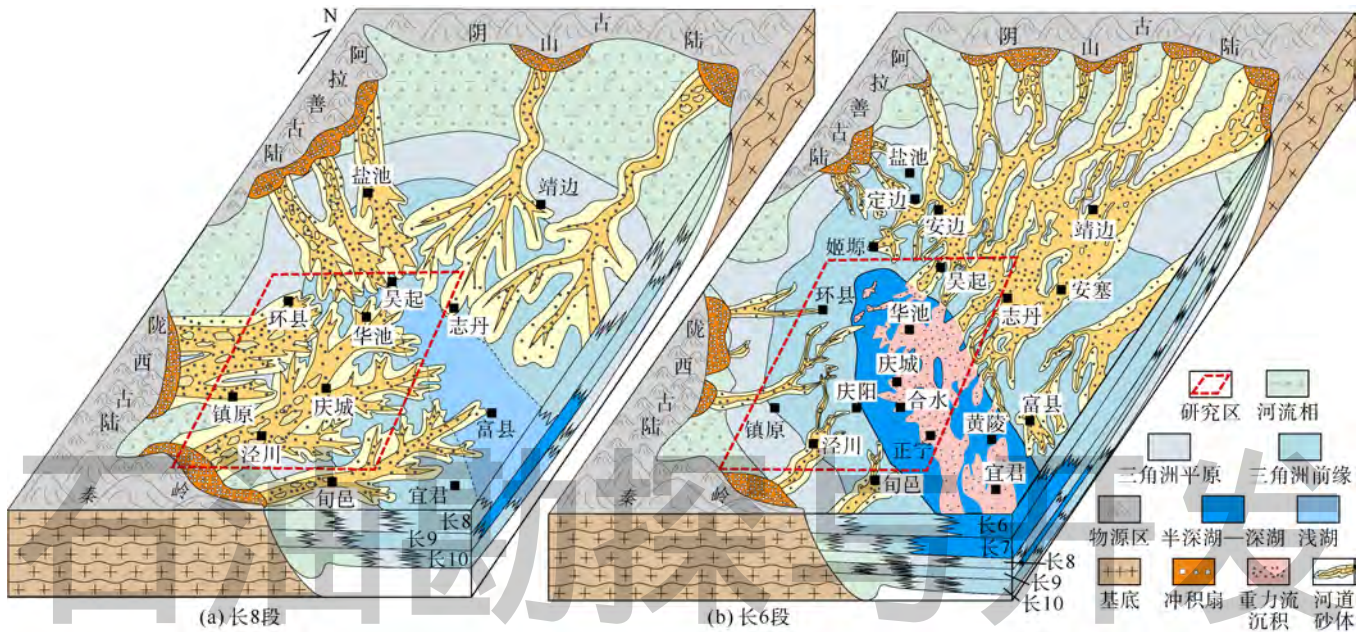 N
阴山古陆
阿拉善古陆
盐池
靖边
吴起
环县
华池
志丹
陇西古陆
镇原
庆城
富县
泾川
旬邑
宜君
秦岭
长8
长9
长10
(a) 长8段
阴山古陆
阿拉善古陆
盐池
定边
安边
靖边
姬塬
吴起
环县
志丹
安塞
华池
陇西古陆
庆城
庆阳
合水
镇原
黄陵
富县
泾川
正宁
旬邑
宜君
秦岭
长6
长7
长8
长9
长10
(b) 长6段
研究区
河流相
三角洲平原
三角洲前缘
物源区
半深湖—深湖
浅湖
基底
冲积扇
重力流
沉积
河道
砂体
石油勘探与开发